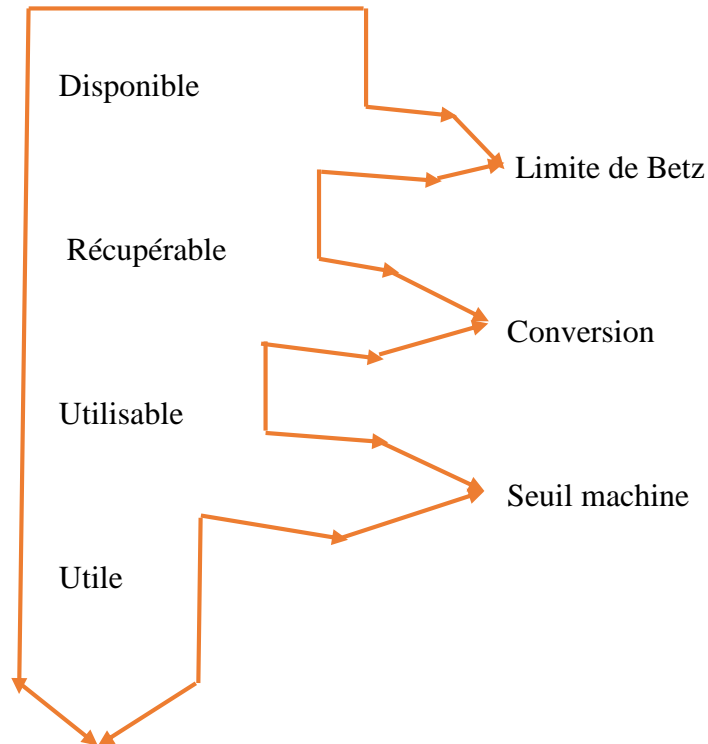 Disponible
Limite de Betz
Récupérable
Conversion
Utilisable
Seuil machine
Utile